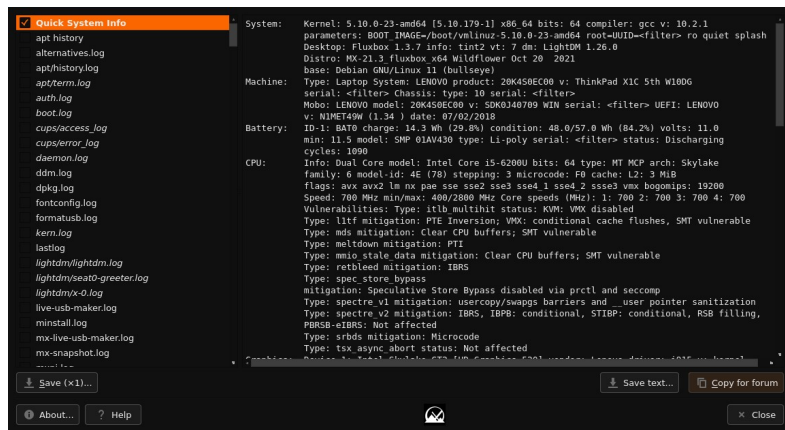 Quick System Info
apt history
alternatives.log
apt/history.log
apt/term.log
auth.log
boot.log
cups/access_log
cups/error_log
daemon.log
ddm.log
dpkg.log
fontconfig.log
formatusb.log
kern.log
lastlog
lightdm/lightdm.log
lightdm/seat0-greeter.log
lightdm/x-0.log
live-usb-maker.log
minstall.log
mx-live-usb-maker.log
mx-snapshot.log
System: Kernel: 5.10.0-23-amd64 [5.10.179-1] x86_64 bits: 64 compiler: gcc v: 10.2.1
parameters: BOOT_IMAGE=/boot/vmlinuz-5.10.0-23-amd64 root=UUID=<filter> ro quiet splash
Desktop: Fluxbox 1.3.7 info: tint2 vt: 7 dm: LightDM 1.26.0
Distro: MX-21.3_fluxbox_x64 Wildflower Oct 20 2021
base: Debian GNU/Linux 11 (bullseye)
Machine: Type: Laptop System: LENOVO product: 20K4S0EC00 v: ThinkPad X1C 5th W10DG
serial: <filter> Chassis: type: 10 serial: <filter>
Mobo: LENOVO model: 20K4S0EC00 v: SDK0J40709 WIN serial: <filter> UEFI: LENOVO
v: N1MET49W (1.34 ) date: 07/02/2018
Battery: ID-1: BAT0 charge: 14.3 Wh (29.8%) condition: 48.0/57.0 Wh (84.2%) volts: 11.0
min: 11.5 model: SMP 01AV430 type: Li-poly serial: <filter> status: Discharging
cycles: 1090
CPU: Info: Dual Core model: Intel Core i5-6200U bits: 64 type: MT MCP arch: Skylake
family: 6 model-id: 4E (78) stepping: 3 microcode: F0 cache: L2: 3 MiB
flags: avx avx2 lm nx pae sse sse2 sse3 sse4_1 sse4_2 ssse3 vmx bogomips: 19200
Speed: 700 MHz min/max: 400/2800 MHz Core speeds (MHz): 1: 700 2: 700 3: 700 4: 700
Vulnerabilities: Type: itlb_multihit status: KVM: VMX disabled
Type: l1tf mitigation: PTE Inversion; VMX: conditional cache flushes, SMT vulnerable
Type: mds mitigation: Clear CPU buffers; SMT vulnerable
Type: meltdown mitigation: PTI
Type: mmio_stale_data mitigation: Clear CPU buffers; SMT vulnerable
Type: retbleed mitigation: IBRS
Type: spec_store_bypass
mitigation: Speculative Store Bypass disabled via prctl and seccomp
Type: spectre_v1 mitigation: usercopy/swapgs barriers and __user pointer sanitization
Type: spectre_v2 mitigation: IBRS, IBPB: conditional, STIBP: conditional, RSB filling,
PBRSB-eIBRS: Not affected
Type: srbds mitigation: Microcode
Type: tsx_async_abort status: Not affected
Save (×1)...
Save text...
Copy for forum
About...
Help
Close